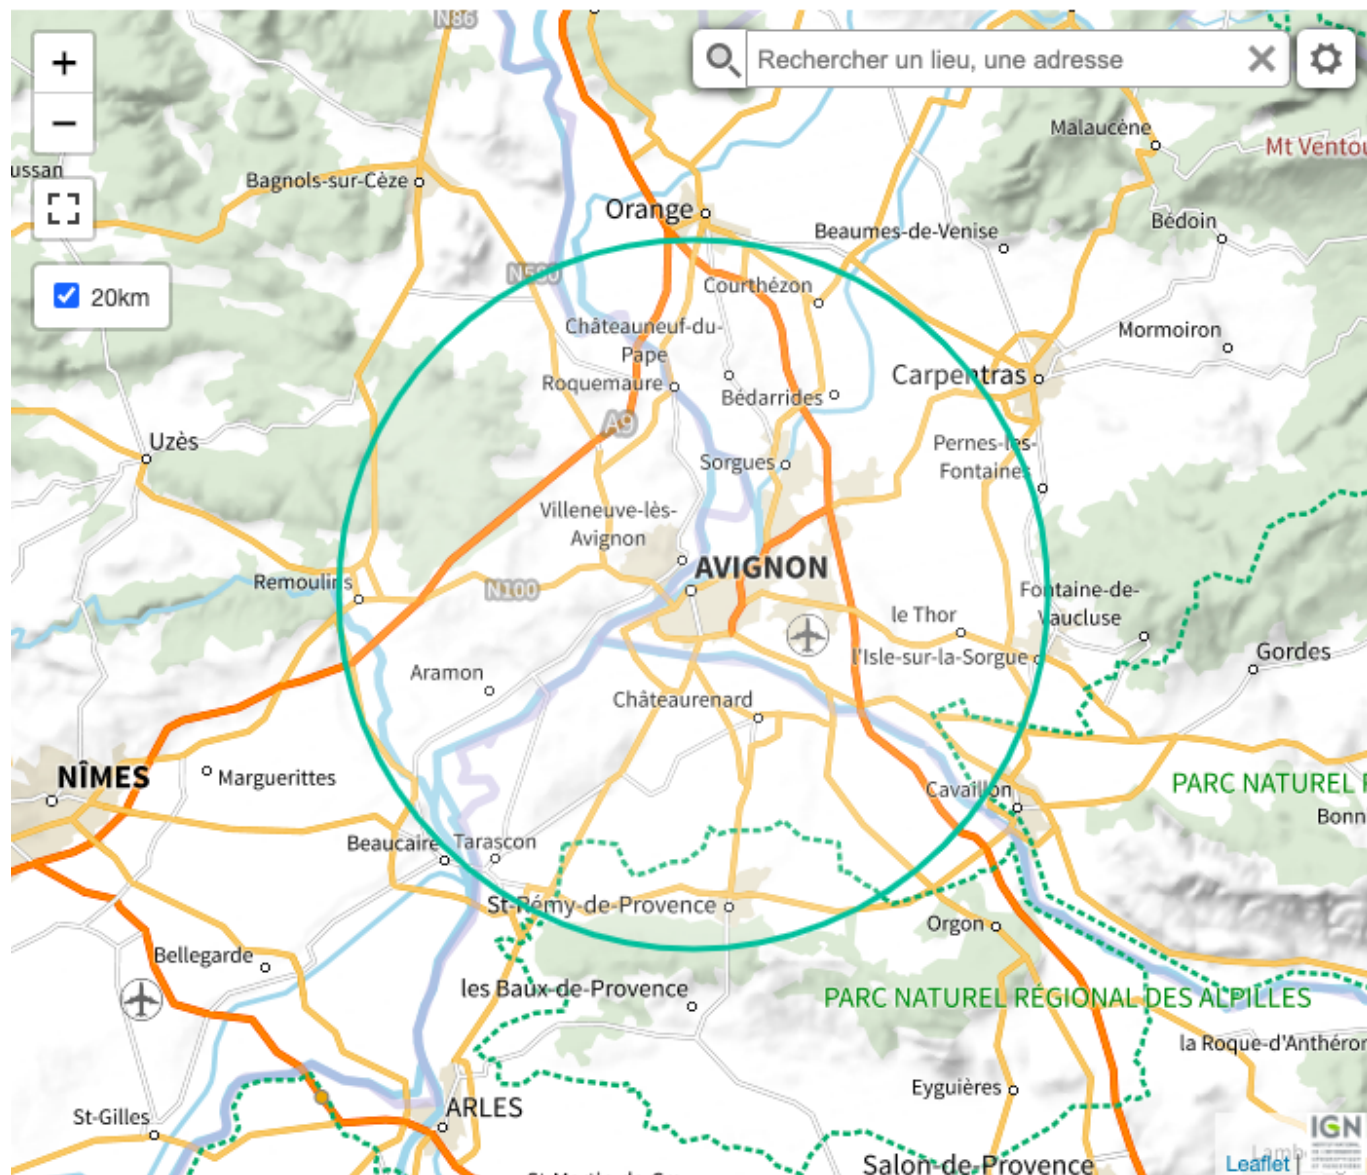 N86
+
Rechercher un lieu, une adresse
−
Malaucène
Mt Ventou
ussan
Bagnols-sur-Cèze
Orange
Bédoin
Beaumes-de-Venise
N580
20km
Courthézon
Châteauneuf-du-
Pape
Mormoiron
Roquemaure
Carpentras
Bédarrides
A9
Uzès
Pernes-les-
Fontaines
Sorgues
Villeneuve-lès-
Avignon
AVIGNON
Remoulins
N100
Fontaine-de-
Vaucluse
le Thor
l'Isle-sur-la-Sorgue
Gordes
Aramon
Châteaurenard
NÎMES
Marguerittes
PARC NATUREL R
Cavaillon
Bonn
Beaucaire
Tarascon
St-Rémy-de-Provence
Orgon
Bellegarde
les Baux-de-Provence
PARC NATUREL RÉGIONAL DES ALPILLES
la Roque-d'Anthéron
Eyguières
St-Gilles
ARLES
IGN
Lamb
Salon-de-Provence
Leaflet |